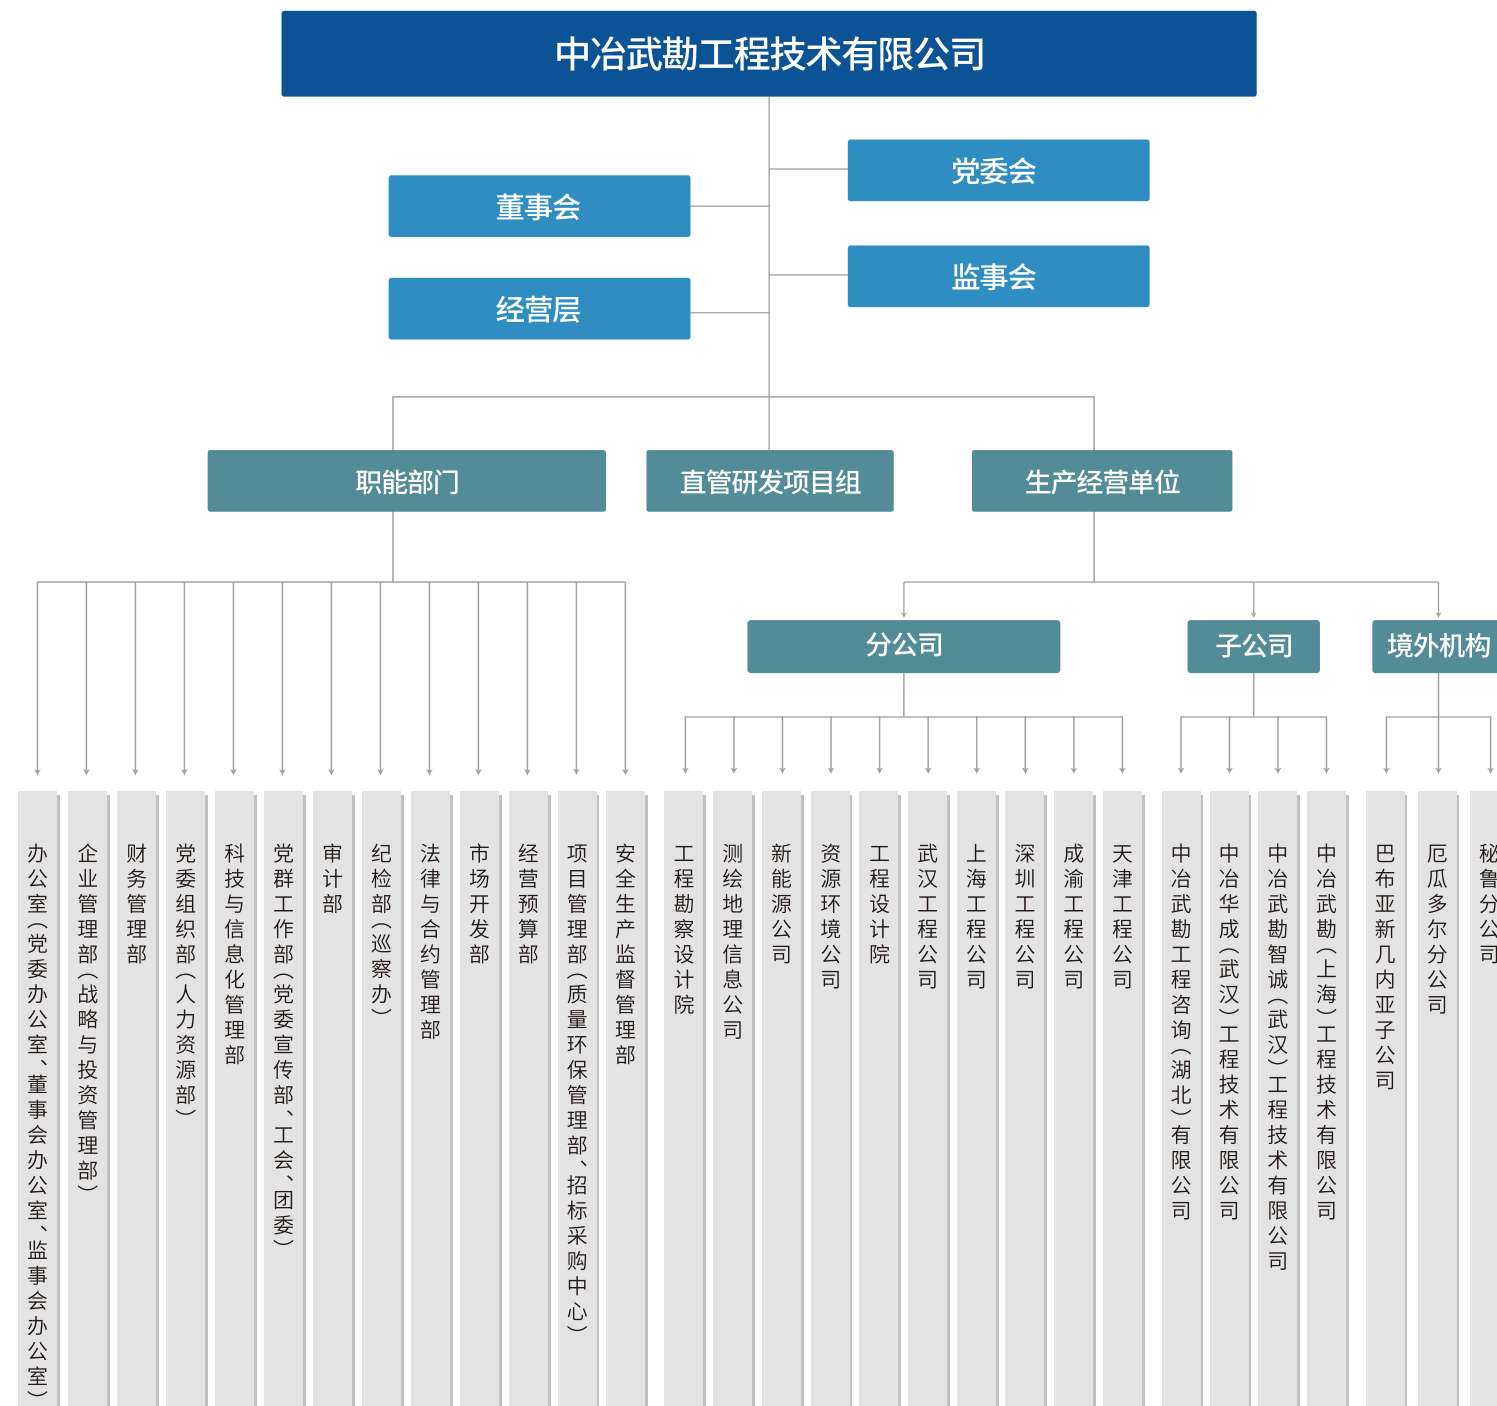 中冶武勘工程技术有限公司
党委会
董事会
监事会
经营层
职能部门
直管研发项目组
生产经营单位
分公司
子公司
境外机构
办公室（党委办公室、董事会办公室、监事会办公室）
企业管理部（战略与投资管理部）
财务管理部
党委组织部（人力资源部）
科技与信息化管理部
党群工作部（党委宣传部、工会、团委）
审计部
纪检部（巡察办）
法律与合约管理部
市场开发部
经营预算部
项目管理部（质量环保管理部、招标采购中心）
安全生产监督管理部
工程勘察设计院
测绘地理信息公司
新能源公司
资源环境公司
工程设计院
武汉工程公司
上海工程公司
深圳工程公司
成渝工程公司
天津工程公司
中冶武勘工程咨询（湖北）有限公司
中冶华成（武汉）工程技术有限公司
中冶武勘智诚（武汉）工程技术有限公司
中冶武勘（上海）工程技术有限公司
巴布亚新几内亚子公司
厄瓜多尔分公司
秘鲁分公司